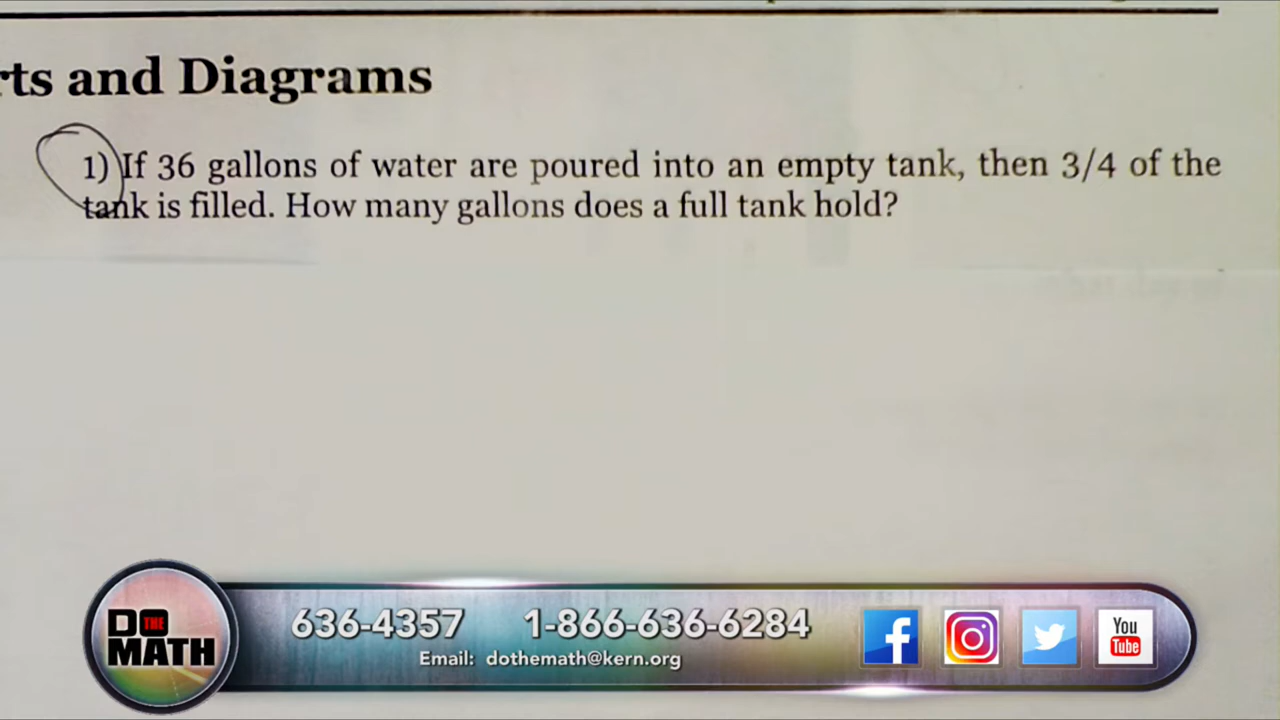 rts and Diagrams
1) If 36 gallons of water are poured into an empty tank, then 3/4 of the
tank is filled. How many gallons does a full tank hold?
DO THE MATH
636-4357 1-866-636-6284
Email: dothemath@kern.org
You Tube